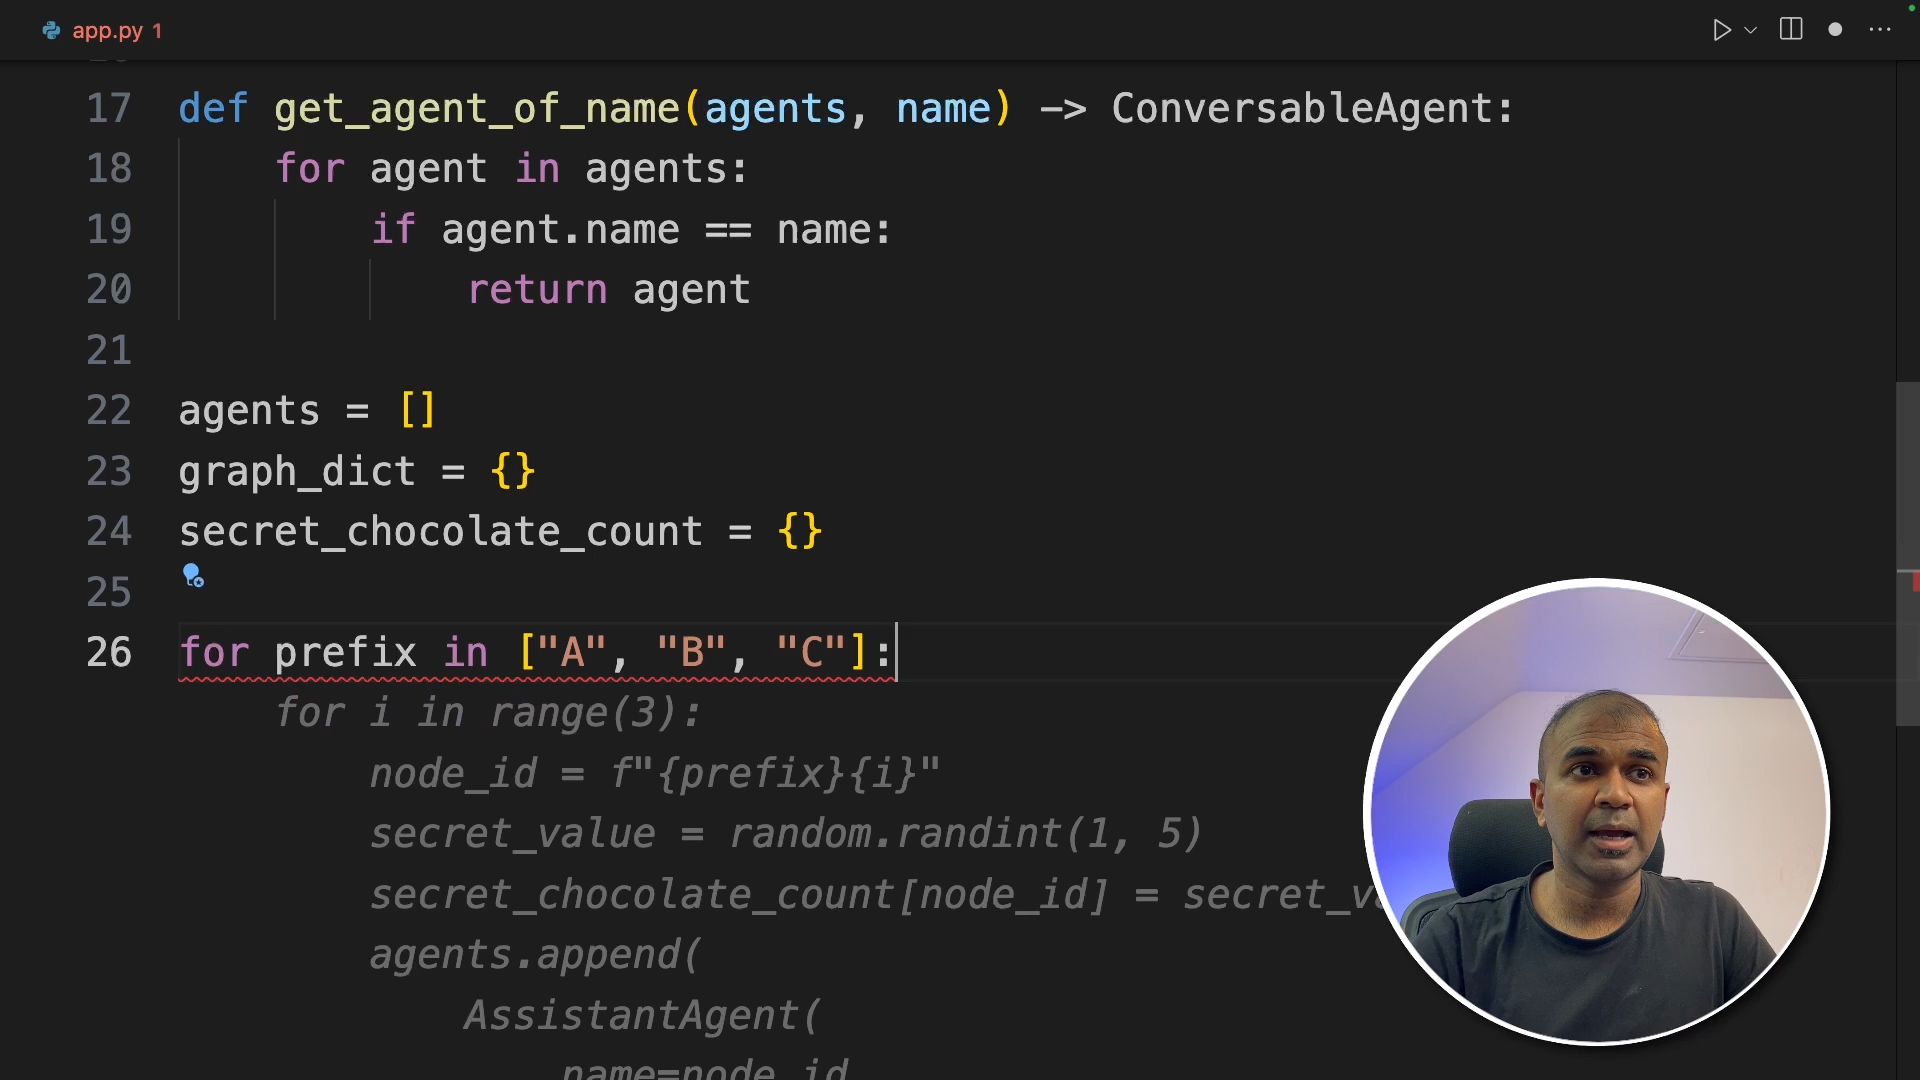 app.py 1
17 def get_agent_of_name(agents, name) -> ConversableAgent:
18 for agent in agents:
19 if agent.name == name:
20 return agent
21
22 agents = []
23 graph_dict = {}
24 secret_chocolate_count = {}
25
26 for prefix in ["A", "B", "C"]:
for i in range(3):
node_id = f"{prefix}{i}"
secret_value = random.randint(1, 5)
secret_chocolate_count[node_id] = secret_v
agents.append(
AssistantAgent(
name=node_id